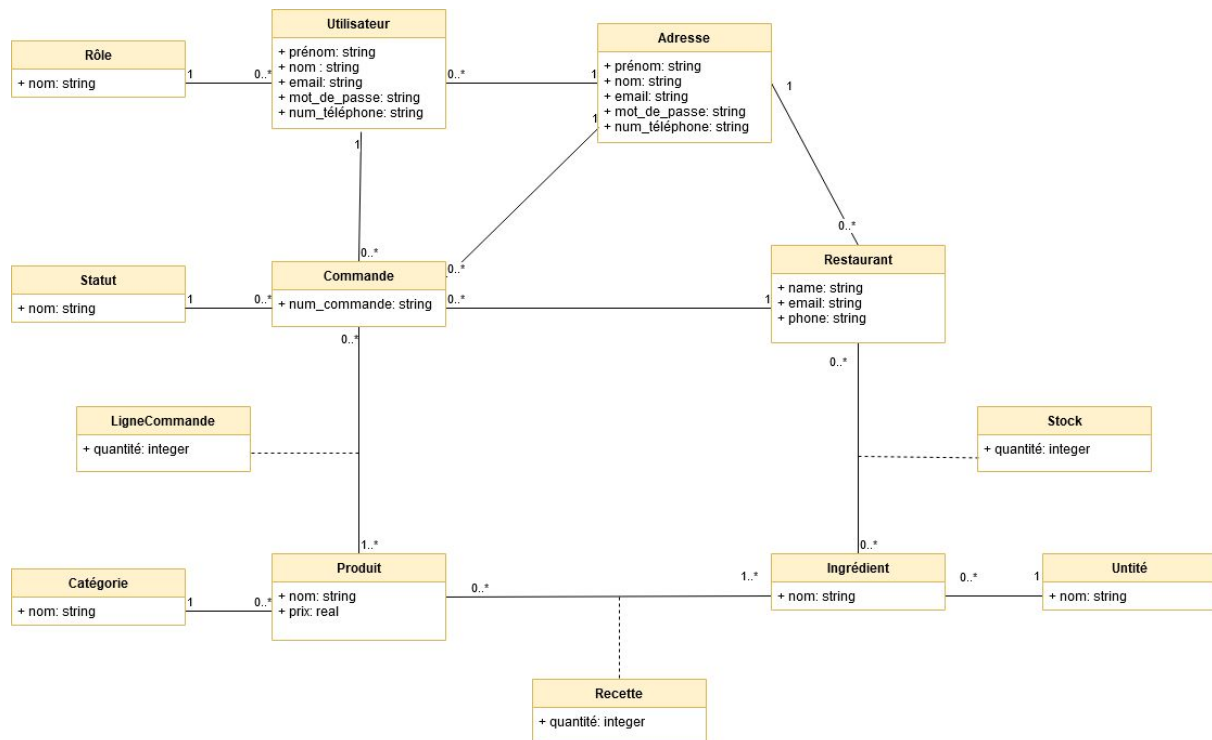 Utilisateur
+ prénom: string
+ nom : string
+ email: string
+ mot_de_passe: string
+ num_téléphone: string
Rôle
+ nom: string
1
0..*
0..*
1
Adresse
+ prénom: string
+ nom: string
+ email: string
+ mot_de_passe: string
+ num_téléphone: string
1
1
1
0..*
0..*
0..*
Statut
+ nom: string
1
0..*
Commande
+ num_commande: string
0..*
1
Restaurant
+ name: string
+ email: string
+ phone: string
0..*
0..*
LigneCommande
+ quantité: integer
Stock
+ quantité: integer
1..*
0..*
Catégorie
+ nom: string
1
0..*
Produit
+ nom: string
+ prix: real
0..*
1..*
Ingrédient
+ nom: string
0..*
1
Untité
+ nom: string
Recette
+ quantité: integer